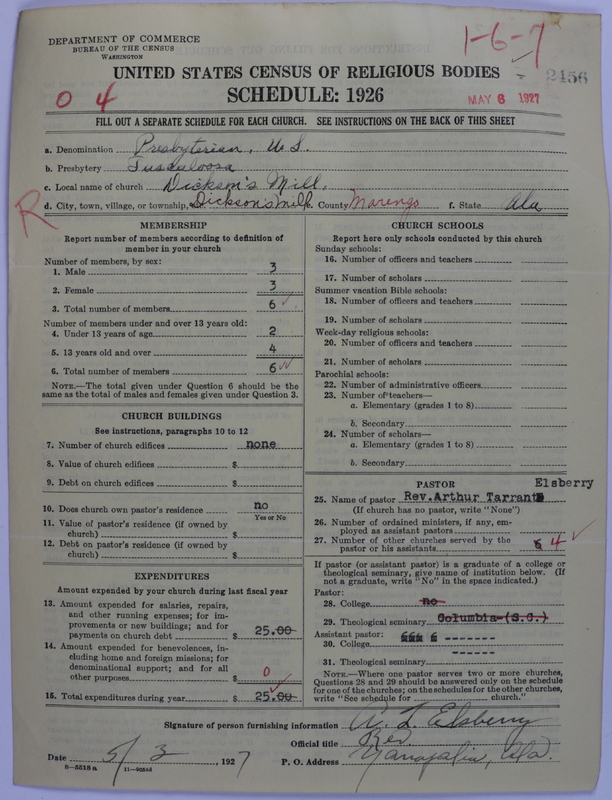 DEPARTMENT OF COMMERCE
BUREAU OF THE CENSUS
WASHINGTON
1-6-7
UNITED STATES CENSUS OF RELIGIOUS BODIES
2456
SCHEDULE: 1926
0 4
MAY 6 1927
FILL OUT A SEPARATE SCHEDULE FOR EACH CHURCH. SEE INSTRUCTIONS ON THE BACK OF THIS SHEET
a. Denomination Presbyterian, U.S.
b. Presbytery Tuscaloosa
c. Local name of church Dickson's Mill.
d. City, town, village, or township, Dickson's Mill e. County Marengo f. State Ala
R
MEMBERSHIP
Report number of members according to definition of
member in your church
Number of members, by sex:
1. Male 3
2. Female 3
3. Total number of members 6
Number of members under and over 13 years old:
4. Under 13 years of age 2
5. 13 years old and over 4
6. Total number of members 6
NOTE.—The total given under Question 6 should be the
same as the total of males and females given under Question 3.
CHURCH BUILDINGS
See instructions, paragraphs 10 to 12
7. Number of church edifices none
8. Value of church edifices $
9. Debt on church edifices $
10. Does church own pastor's residence no
Yes or No
11. Value of pastor's residence (if owned by
church) $
12. Debt on pastor's residence (if owned by
church) $
EXPENDITURES
Amount expended by your church during last fiscal year
13. Amount expended for salaries, repairs,
and other running expenses; for im-
provements or new buildings; and for
payments on church debt $ 25.00
14. Amount expended for benevolences, in-
cluding home and foreign missions; for
denominational support; and for all
other purposes $ 0
15. Total expenditures during year $ 25.00
CHURCH SCHOOLS
Report here only schools conducted by this church
Sunday schools:
16. Number of officers and teachers
17. Number of scholars
Summer vacation Bible schools:
18. Number of officers and teachers
19. Number of scholars
Week-day religious schools:
20. Number of officers and teachers
21. Number of scholars
Parochial schools:
22. Number of administrative officers
23. Number of teachers—
a. Elementary (grades 1 to 8)
b. Secondary
24. Number of scholars—
a. Elementary (grades 1 to 8)
b. Secondary
PASTOR Elsberry
25. Name of pastor Rev. Arthur Tarrant
(If church has no pastor, write "None")
26. Number of ordained ministers, if any, em-
ployed as assistant pastors
27. Number of other churches served by the
pastor or his assistants 4
If pastor (or assistant pastor) is a graduate of a college or
theological seminary, give name of institution below. (If
not a graduate, write "No" in the space indicated.)
Pastor:
28. College no
29. Theological seminary Columbia (S.C.)
Assistant pastor:
30. College
31. Theological seminary
NOTE.—Where one pastor serves two or more churches,
Questions 28 and 29 should be answered only on the schedule
for one of the churches; on the schedules for the other churches,
write "See schedule for church."
Signature of person furnishing information A. T. Elsberry
Official title Rev.
Date 5/3, 1927 P. O. Address Ala.
8-5518a 11-90548